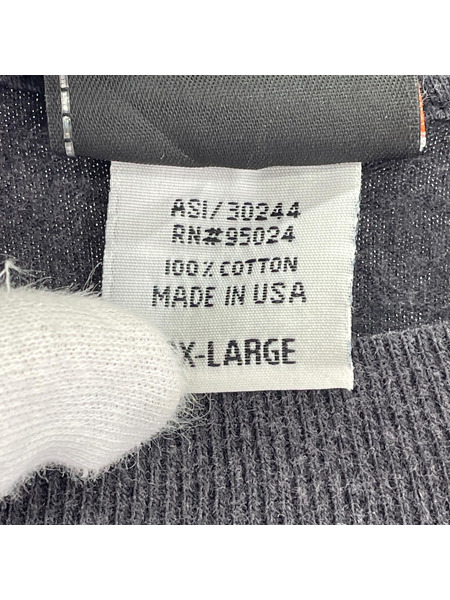 ASI/30244
RN#95024
100% COTTON
MADE IN USA
X-LARGE